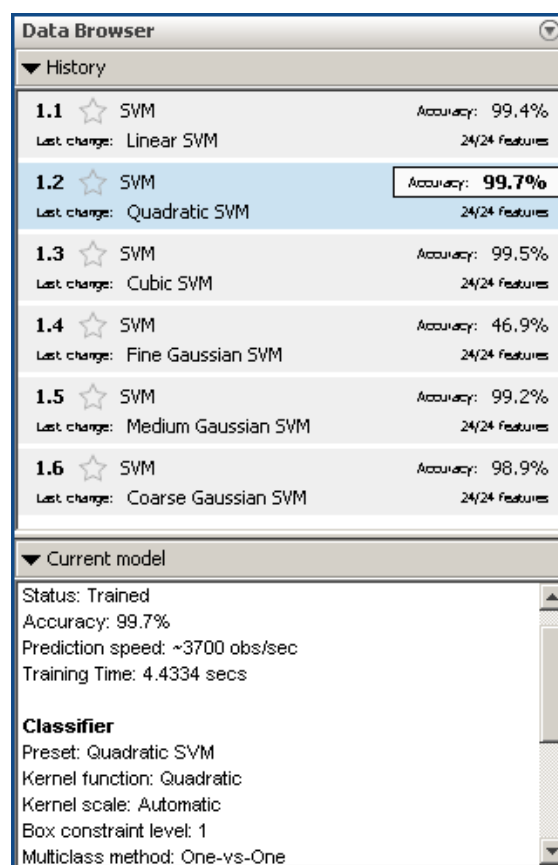 Data Browser
History
1.1 SVM Accuracy: 99.4%
Last change: Linear SVM 24/24 features
1.2 SVM Accuracy: 99.7%
Last change: Quadratic SVM 24/24 features
1.3 SVM Accuracy: 99.5%
Last change: Cubic SVM 24/24 features
1.4 SVM Accuracy: 46.9%
Last change: Fine Gaussian SVM 24/24 features
1.5 SVM Accuracy: 99.2%
Last change: Medium Gaussian SVM 24/24 features
1.6 SVM Accuracy: 98.9%
Last change: Coarse Gaussian SVM 24/24 features
Current model
Status: Trained
Accuracy: 99.7%
Prediction speed: ~3700 obs/sec
Training Time: 4.4334 secs
Classifier
Preset: Quadratic SVM
Kernel function: Quadratic
Kernel scale: Automatic
Box constraint level: 1
Multiclass method: One-vs-One